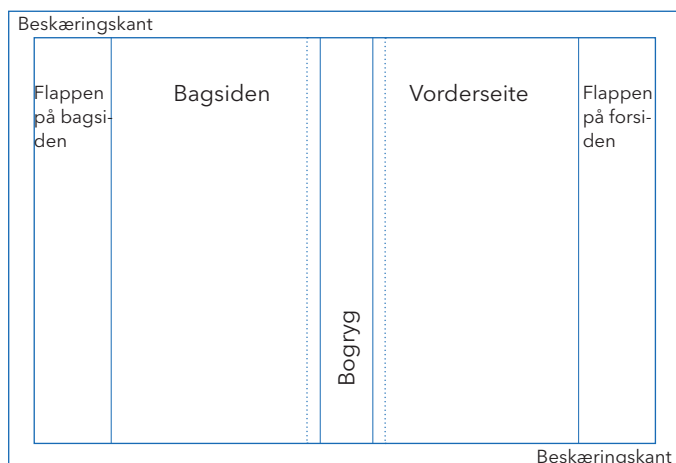 Beskæringskant
Flappen
på bagsi-
den
Bagsiden
Bogryg
Vorderseite
Flappen
på forsi-
den
Beskæringskant